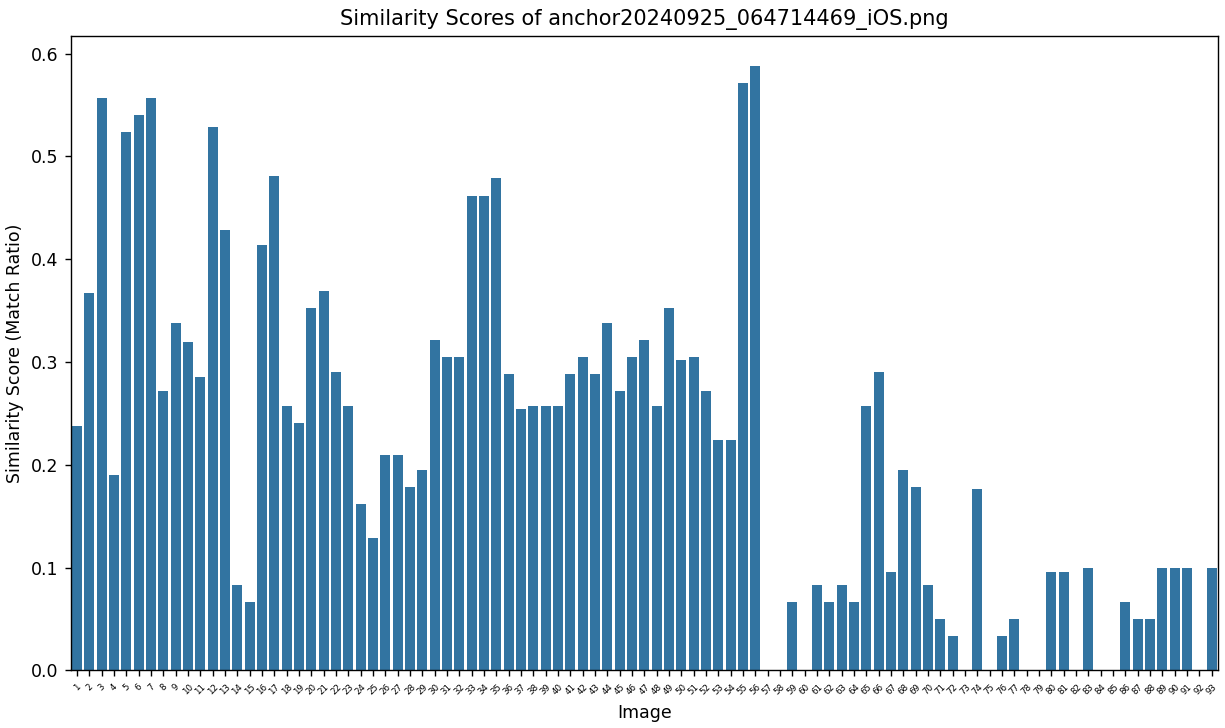 Similarity Scores of anchor20240925_064714469_iOS.png
Similarity Score (Match Ratio)
0.6
0.5
0.4
0.3
0.2
0.1
0.0
1 2 3 4 5 6 7 8 9 10 11 12 13 14 15 16 17 18 19 20 21 22 23 24 25 26 27 28 29 30 31 32 33 34 35 36 37 38 39 40 41 42 43 44 45 46 47 48 49 50 51 52 53 54 55 56 57 58 59 60 61 62 63 64 65 66 67 68 69 70 71 72 73 74 75 76 77 78 79 80 81 82 83 84 85 86 87 88 89 90 91 92 93
Image